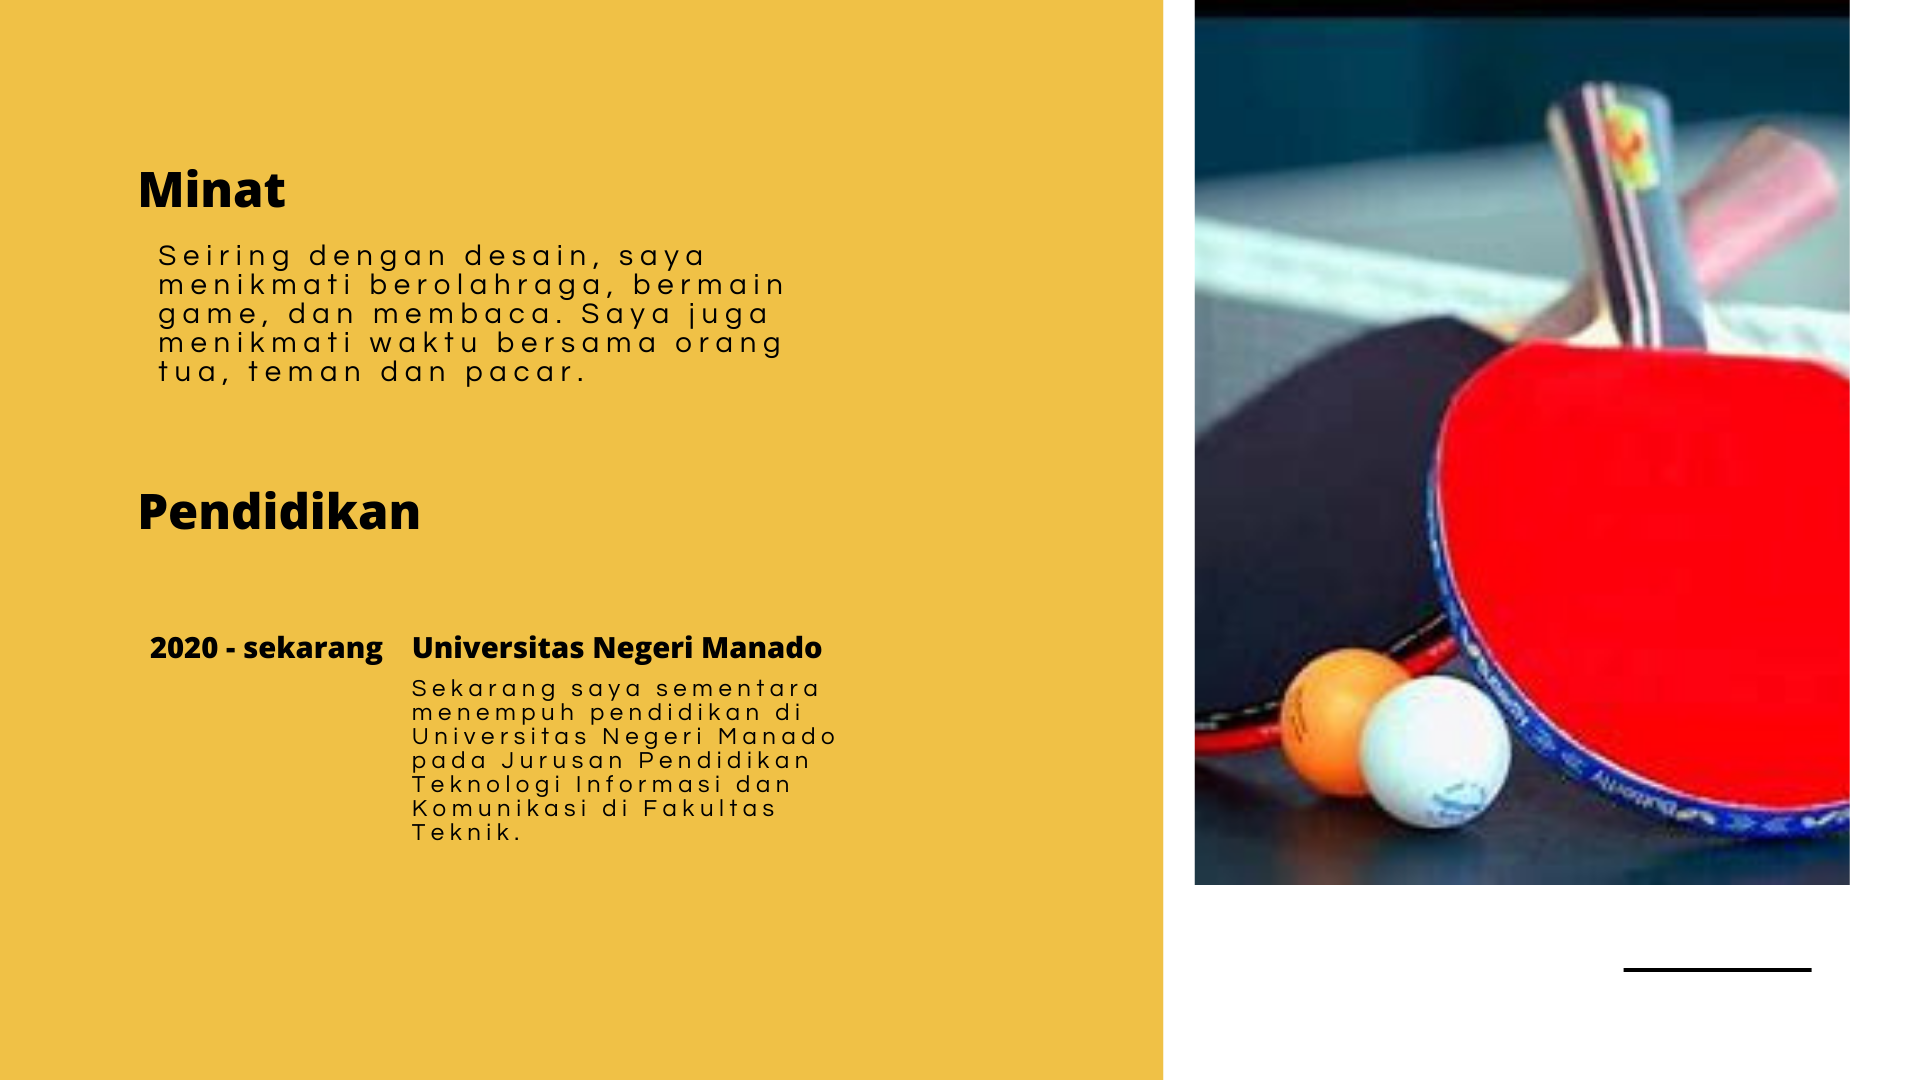 Minat
Seiring dengan desain, saya
menikmati berolahraga, bermain
game, dan membaca. Saya juga
menikmati waktu bersama orang
tua, teman dan pacar.
Pendidikan
2020 - sekarang
Universitas Negeri Manado
Sekarang saya sementara
menempuh pendidikan di
Universitas Negeri Manado
pada Jurusan Pendidikan
Teknologi Informasi dan
Komunikasi di Fakultas
Teknik.
Butterfly
Butterfly